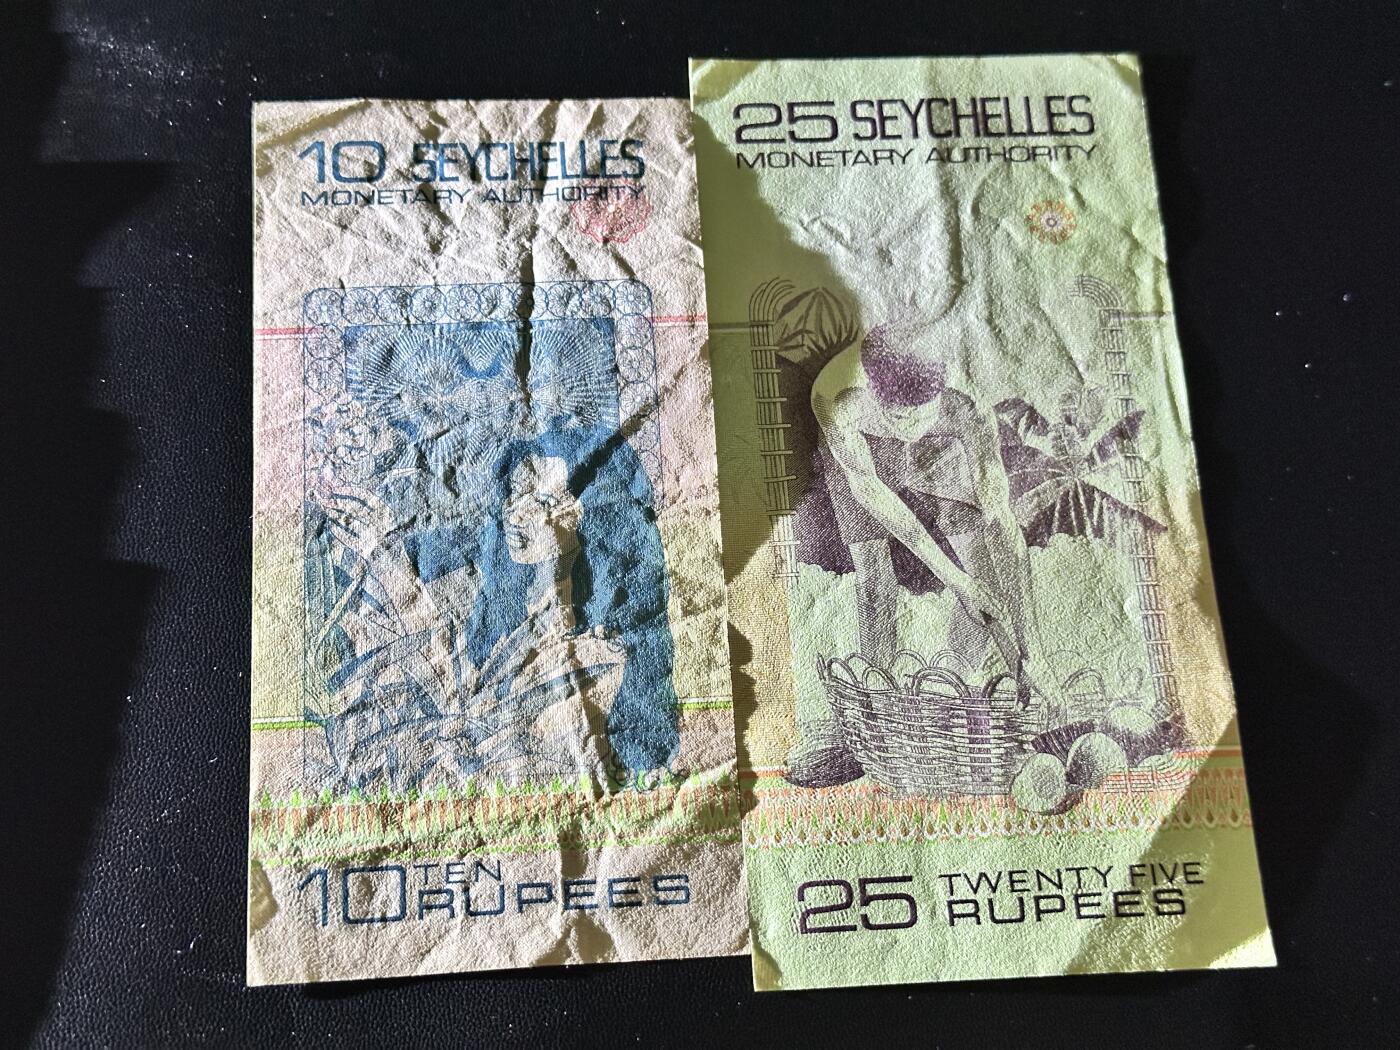 10 SEYCHELLES
MONETARY AUTHORITY
10 TEN
RUPEES
25 SEYCHELLES
MONETARY AUTHORITY
25 TWENTY FIVE
RUPEES